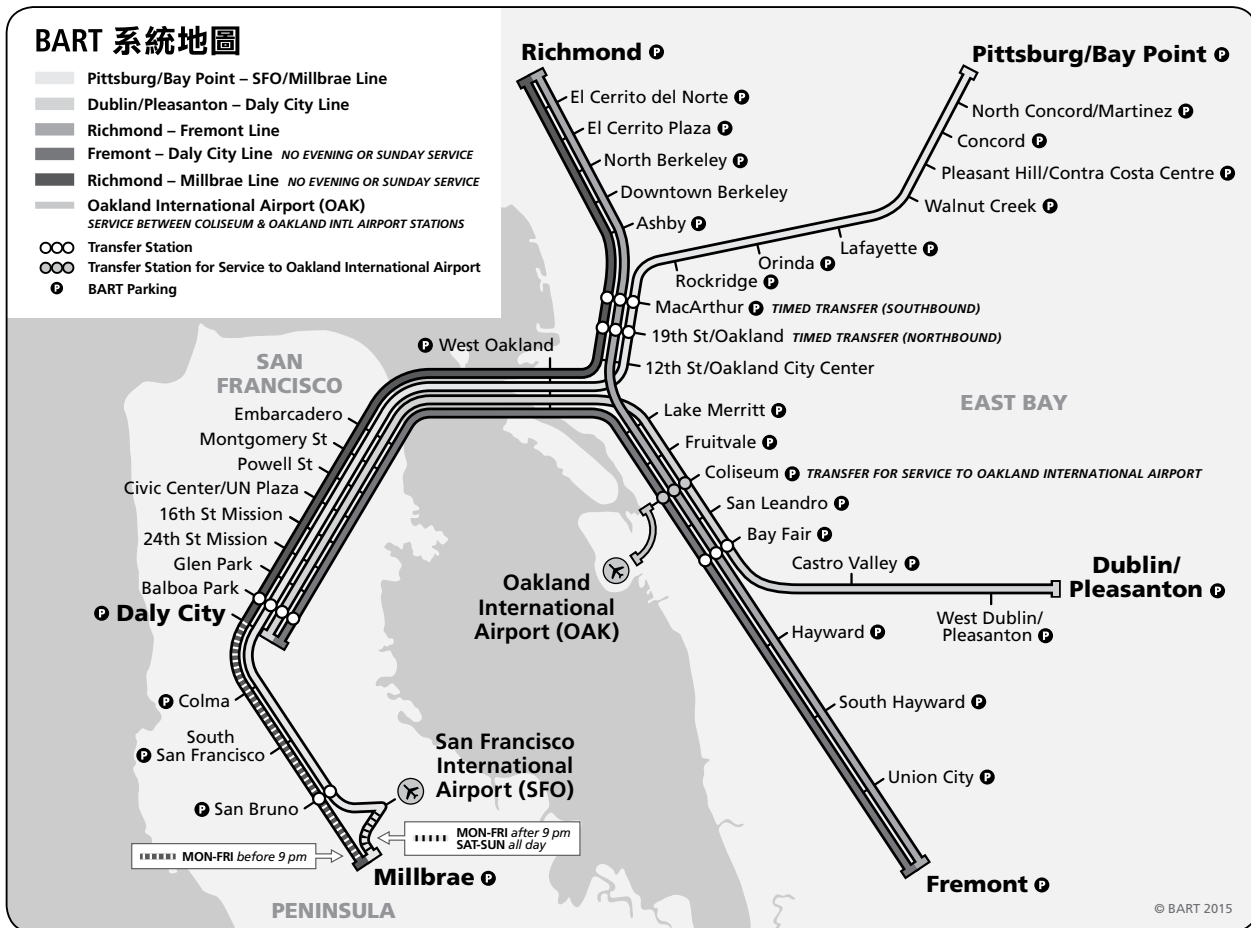 BART 系統地圖
Pittsburg/Bay Point – SFO/Millbrae Line
Dublin/Pleasanton – Daly City Line
Richmond – Fremont Line
Fremont – Daly City Line NO EVENING OR SUNDAY SERVICE
Richmond – Millbrae Line NO EVENING OR SUNDAY SERVICE
Oakland International Airport (OAK)
SERVICE BETWEEN COLISEUM & OAKLAND INTL AIRPORT STATIONS
Transfer Station
Transfer Station for Service to Oakland International Airport
P BART Parking
Richmond P
El Cerrito del Norte P
El Cerrito Plaza P
North Berkeley P
Downtown Berkeley
Ashby P
Pittsburg/Bay Point P
North Concord/Martinez P
Concord P
Pleasant Hill/Contra Costa Centre P
Walnut Creek P
Lafayette P
Orinda P
Rockridge P
MacArthur P TIMED TRANSFER (SOUTHBOUND)
19th St/Oakland TIMED TRANSFER (NORTHBOUND)
12th St/Oakland City Center
P West Oakland
SAN
FRANCISCO
EAST BAY
Embarcadero
Montgomery St
Powell St
Civic Center/UN Plaza
16th St Mission
24th St Mission
Glen Park
Balboa Park
P Daly City
Lake Merritt P
Fruitvale P
Coliseum P TRANSFER FOR SERVICE TO OAKLAND INTERNATIONAL AIRPORT
San Leandro P
Bay Fair P
Castro Valley P
Dublin/
Pleasanton P
West Dublin/
Pleasanton P
Oakland
International
Airport (OAK)
Hayward P
South Hayward P
Union City P
Fremont P
P Colma
South
P San Francisco
P San Bruno
San Francisco
International
Airport (SFO)
MON-FRI after 9 pm
SAT-SUN all day
MON-FRI before 9 pm
Millbrae P
PENINSULA
© BART 2015